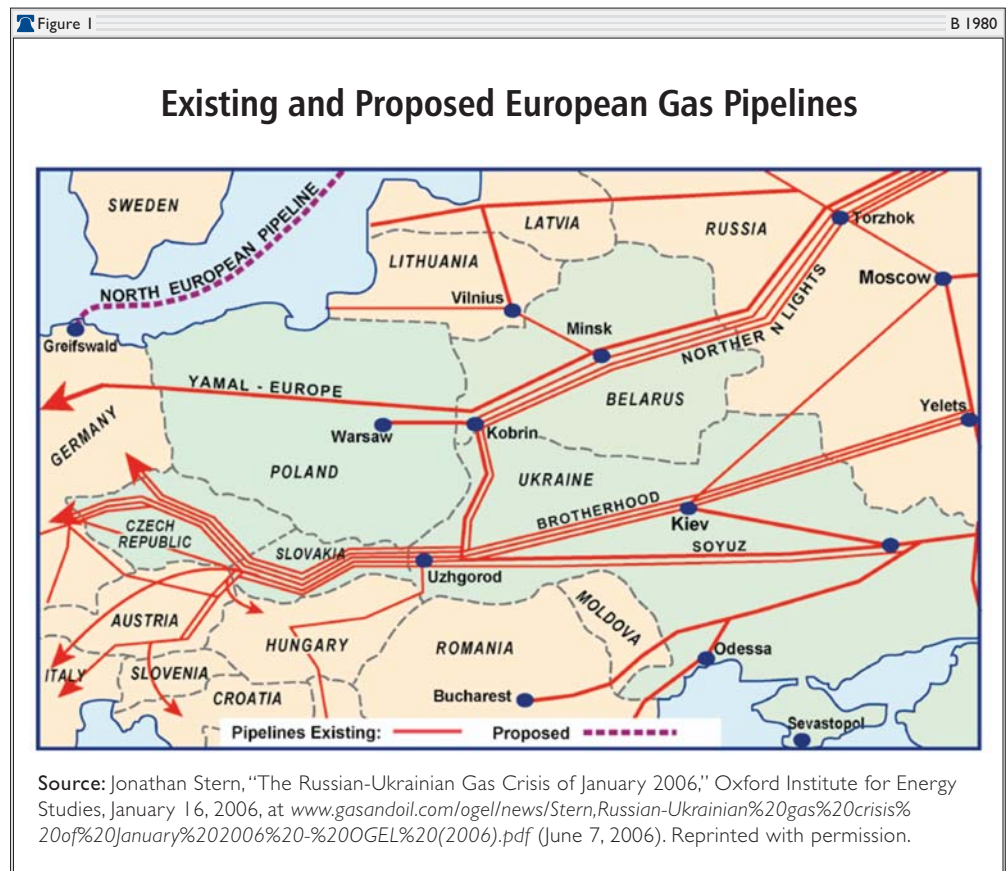 Figure 1
B 1980
Existing and Proposed European Gas Pipelines
SWEDEN
NORTH EUROPEAN PIPELINE
LATVIA
RUSSIA
Torzhok
LITHUANIA
Moscow
Vilnius
Minsk
NORTHERN LIGHTS
Greifswald
YAMAL - EUROPE
BELARUS
Yelets
GERMANY
Warsaw
Kobrin
POLAND
UKRAINE
BROTHERHOOD
Kiev
CZECH
REPUBLIC
SLOVAKIA
SOYUZ
Uzhgorod
AUSTRIA
MOLDOVA
HUNGARY
ROMANIA
Odessa
ITALY
SLOVENIA
CROATIA
Bucharest
Sevastopol
Pipelines Existing:
Proposed
Source: Jonathan Stern, “The Russian-Ukrainian Gas Crisis of January 2006,” Oxford Institute for Energy
Studies, January 16, 2006, at www.gasandoil.com/ogel/news/Stern,Russian-Ukrainian%20gas%20crisis%
20of%20January%202006%20-%20OGEL%20(2006).pdf (June 7, 2006). Reprinted with permission.